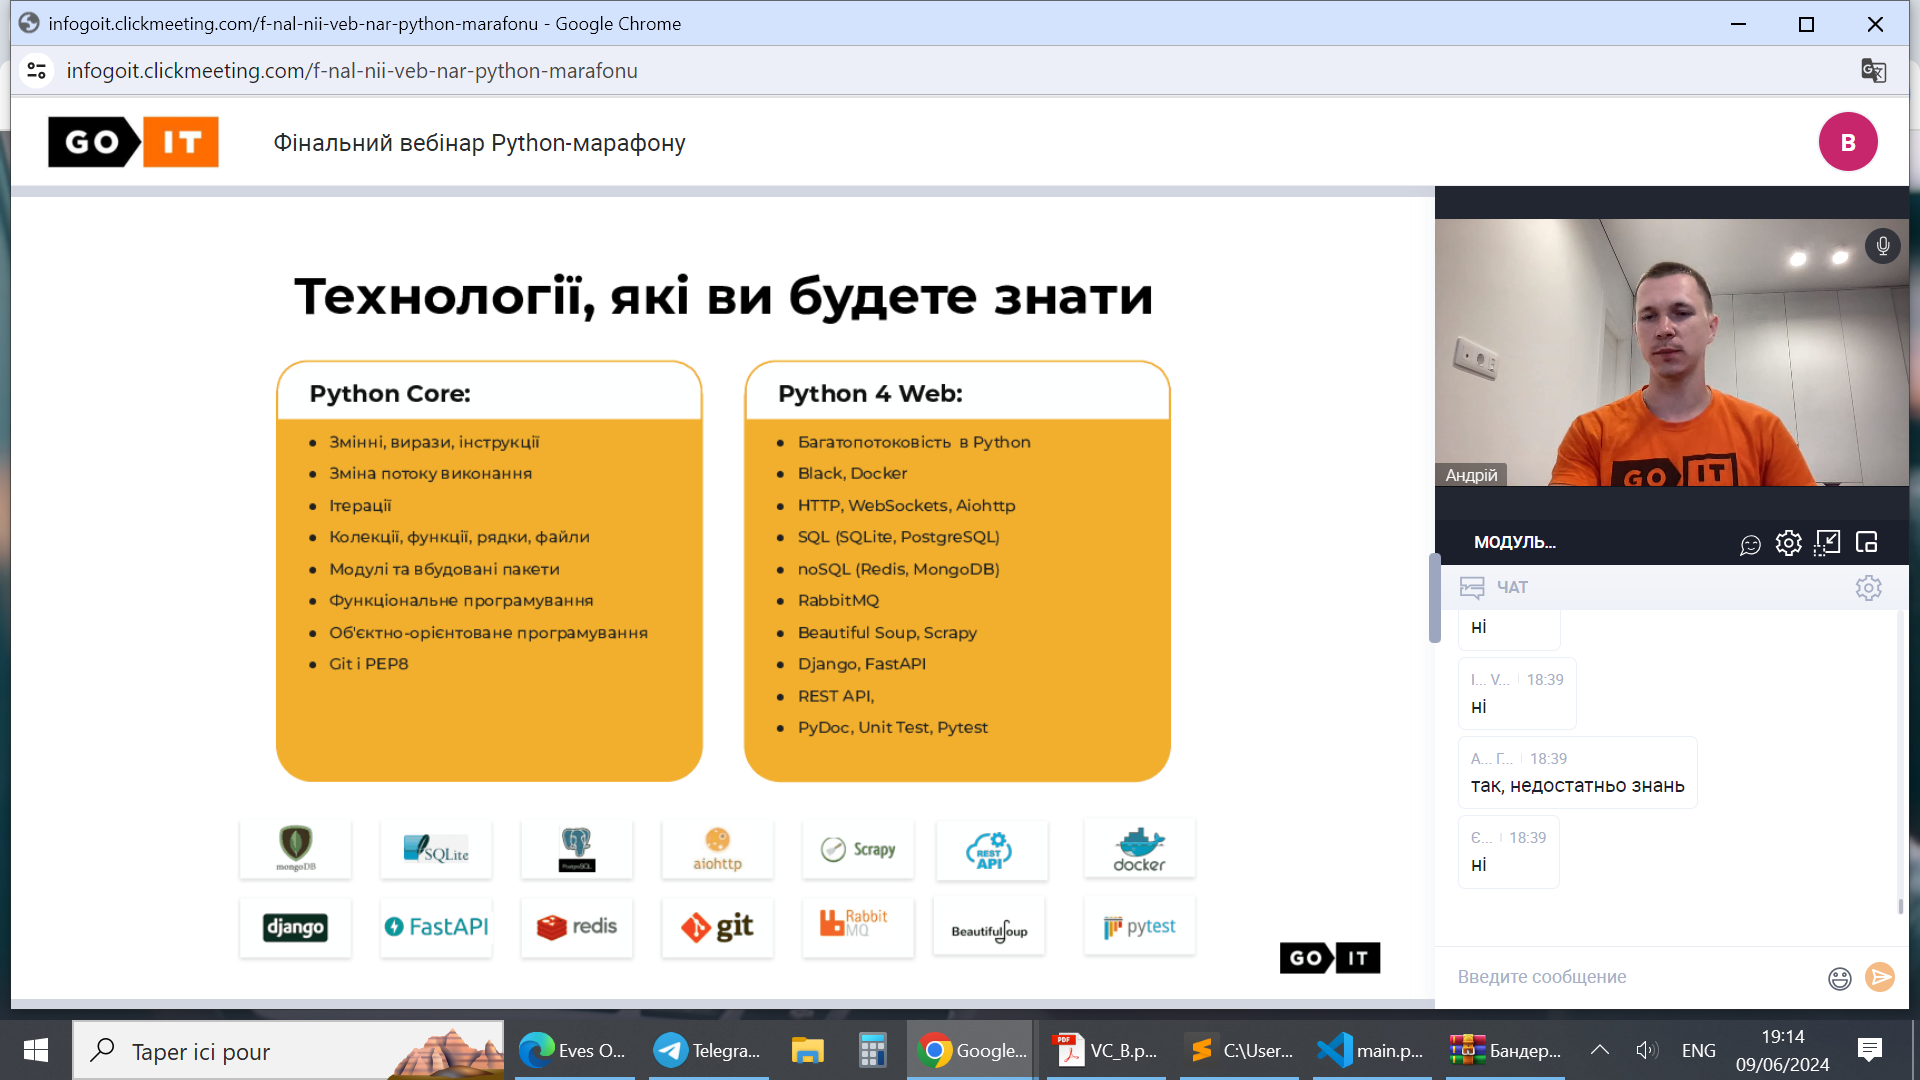 infogoit.clickmeeting.com/f-nal-nii-veb-nar-python-marafonu - Google Chrome
infogoit.clickmeeting.com/f-nal-nii-veb-nar-python-marafonu
GO IT
Фінальний вебінар Python-марафону
B
Технології, які ви будете знати
Python Core:
Змінні, вирази, інструкції
Зміна потоку виконання
Ітерації
Колекції, функції, рядки, файли
Модулі та вбудовані пакети
Функціональне програмування
Об'єктно-орієнтоване програмування
Git і PEP8
Python 4 Web:
Багатопотоковість в Python
Black, Docker
HTTP, WebSockets, Aiohttp
SQL (SQLite, PostgreSQL)
noSQL (Redis, MongoDB)
RabbitMQ
Beautiful Soup, Scrapy
Django, FastAPI
REST API,
PyDoc, Unit Test, Pytest
mongoDB
SQLite
PostgreSQL
aiohttp
Scrapy
REST API
docker
django
FastAPI
redis
git
RabbitMQ
BeautifulSoup
pytest
GO IT
GO IT
Андрій
МОДУЛЬ...
ЧАТ
ні
I... V... 18:39
ні
А... Г... 18:39
так, недостатньо знань
Є... 18:39
ні
Введите сообщение
Taper ici pour
Eves O...
Telegra...
Google...
VC_B.p...
C:\User...
main.p...
Бандер...
ENG
19:14
09/06/2024